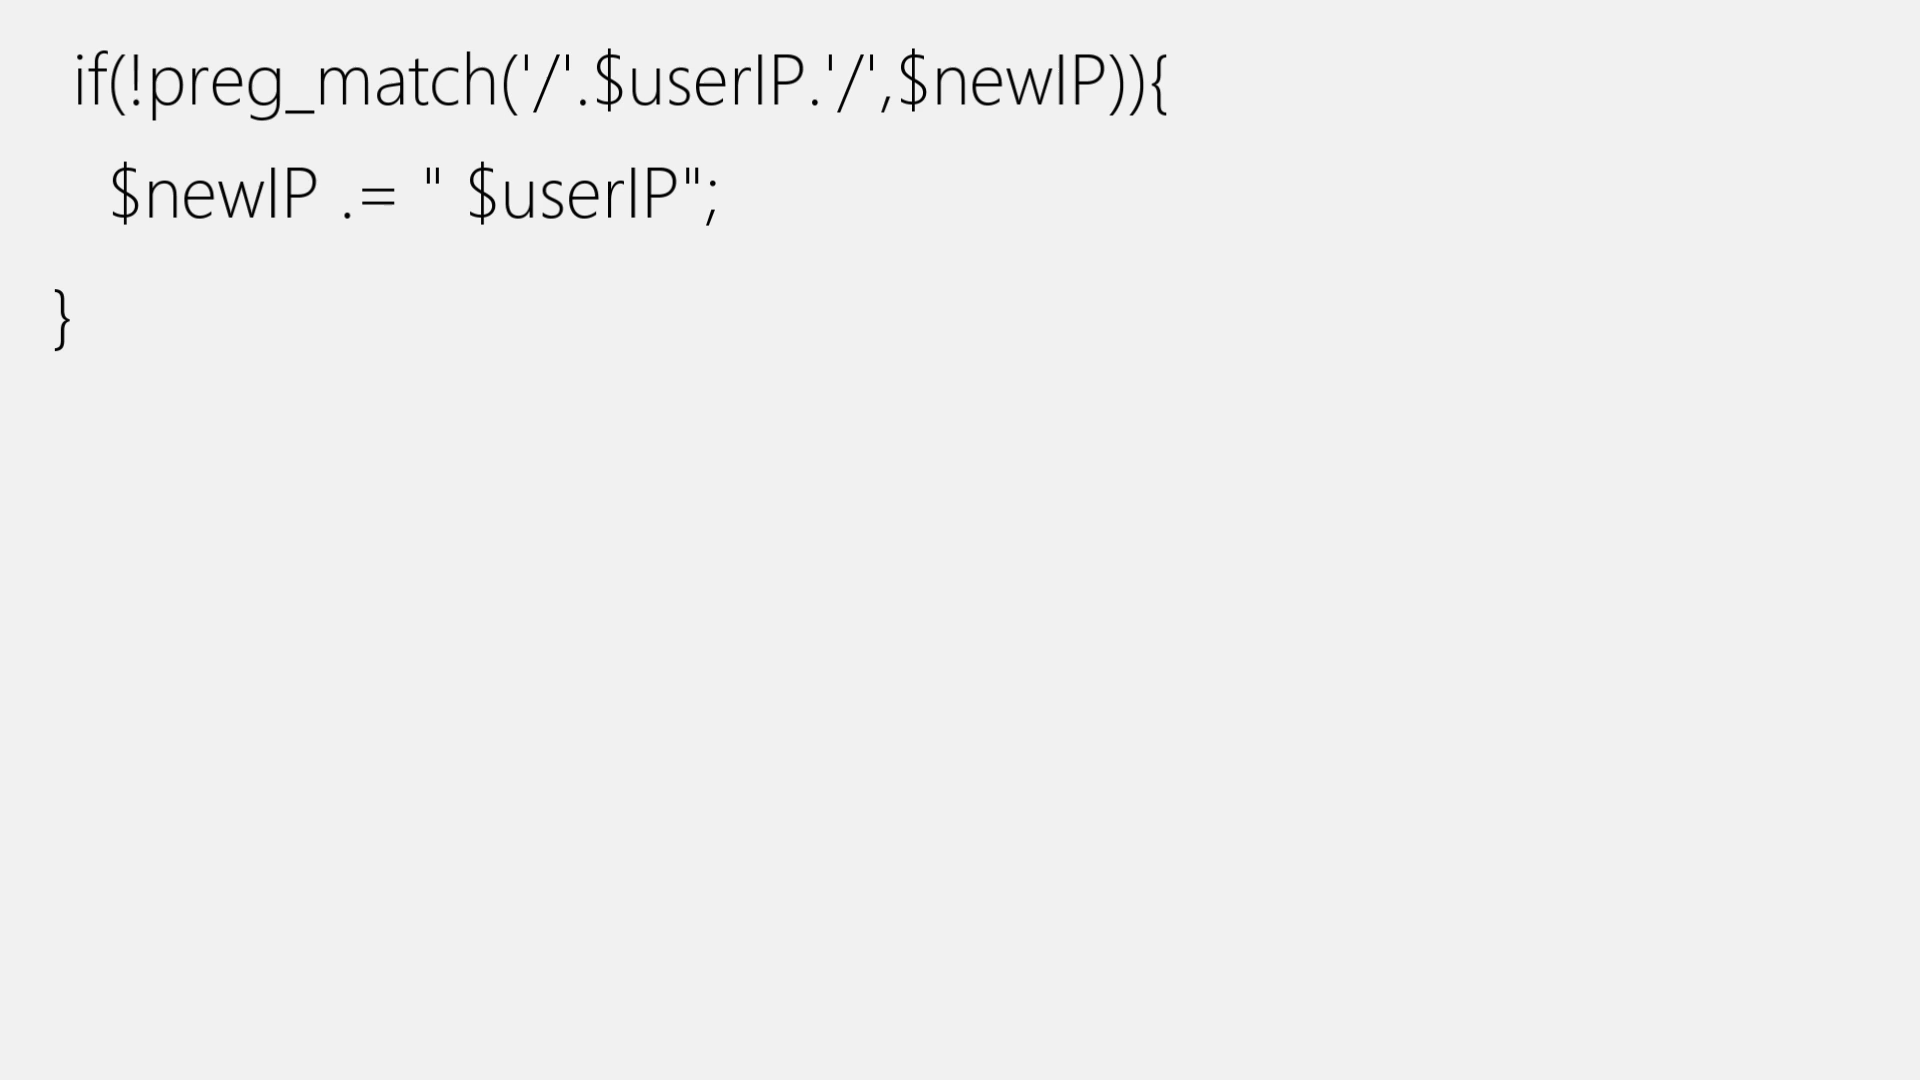 if(!preg_match('/'.$userIP.'/',$newIP)){
$newIP .= " $userIP";
}